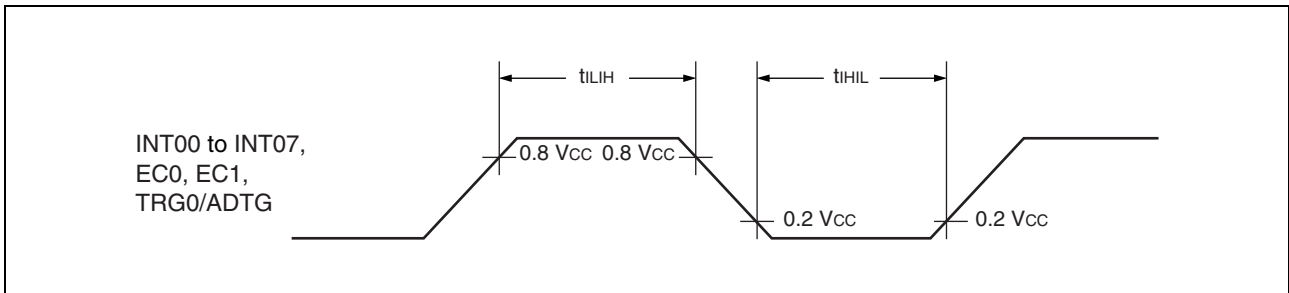 tILIH
tIHIL
INT00 to INT07,
EC0, EC1,
TRG0/ADTG
0.8 VCC 0.8 VCC
0.2 VCC
0.2 VCC